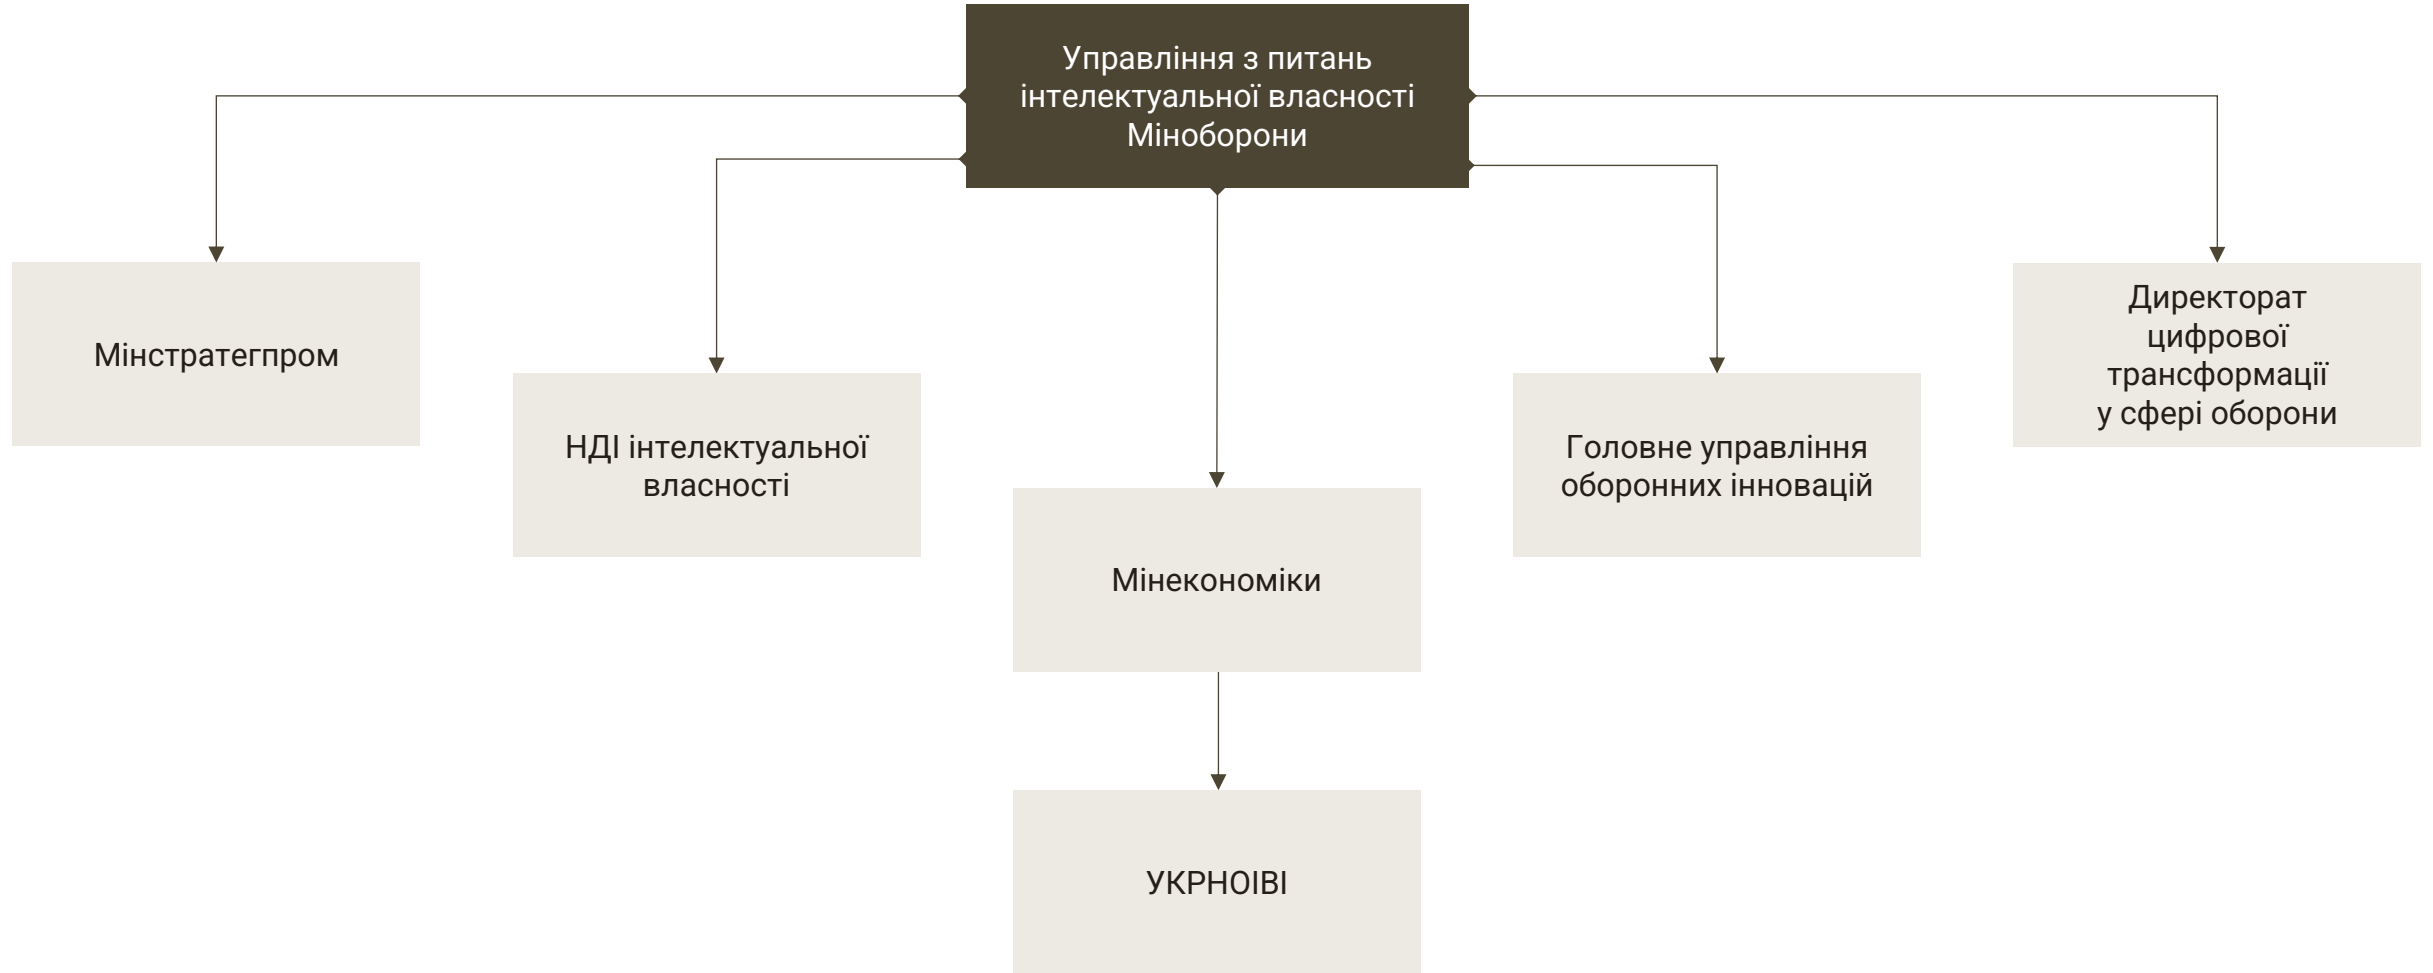 Управління з питань
інтелектуальної власності
Міноборони
Мінстратегпром
НДІ інтелектуальної
власності
Мінекономіки
Головне управління
оборонних інновацій
Директорат
цифрової
трансформації
у сфері оборони
УКРНОІВІ